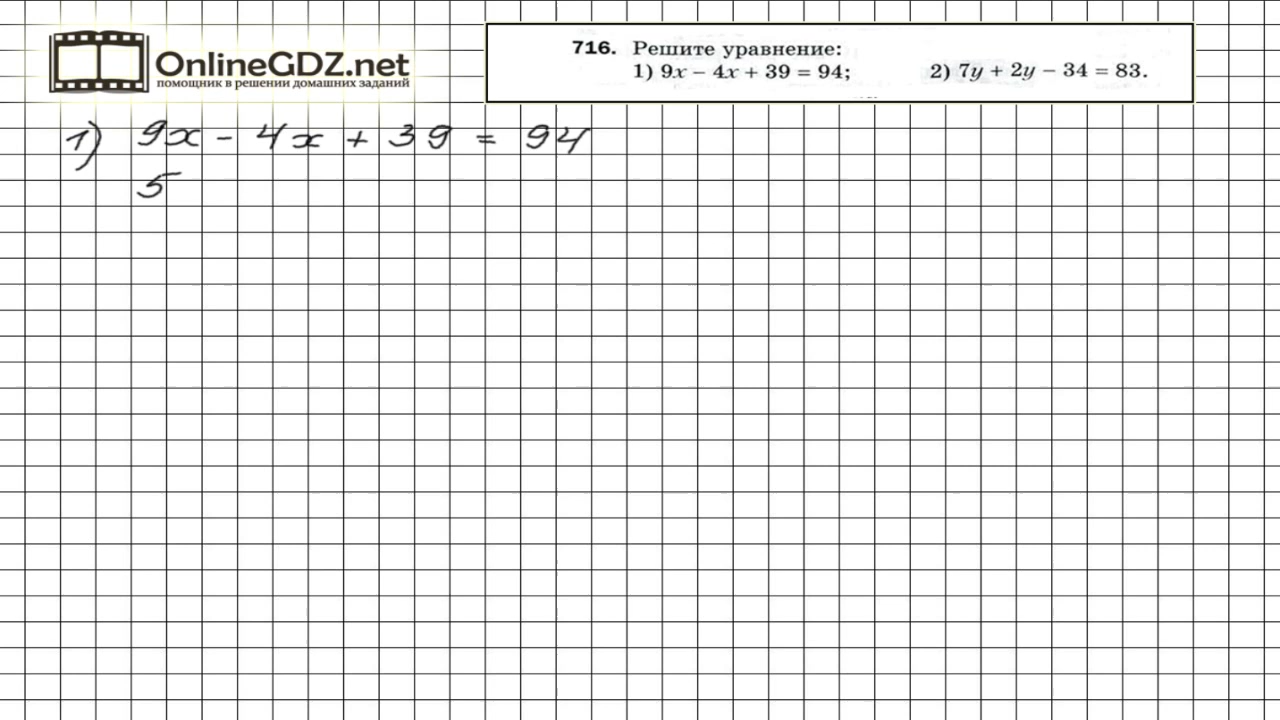 OnlineGDZ.net
помощник в решении домашних заданий
716. Решите уравнение:
1) 9x − 4x + 39 = 94; 2) 7y + 2y − 34 = 83.
1) 9x - 4x + 39 = 94
5